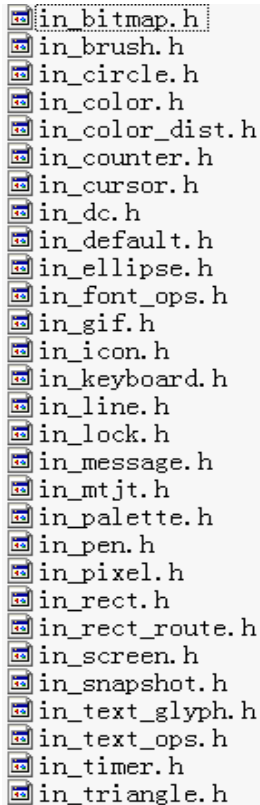 in_bitmap.h
in_brush.h
in_circle.h
in_color.h
in_color_dist.h
in_counter.h
in_cursor.h
in_dc.h
in_default.h
in_ellipse.h
in_font_ops.h
in_gif.h
in_icon.h
in_keyboard.h
in_line.h
in_lock.h
in_message.h
in_mtjt.h
in_palette.h
in_pen.h
in_pixel.h
in_rect.h
in_rect_route.h
in_screen.h
in_snapshot.h
in_text_glyph.h
in_text_ops.h
in_timer.h
in_triangle.h